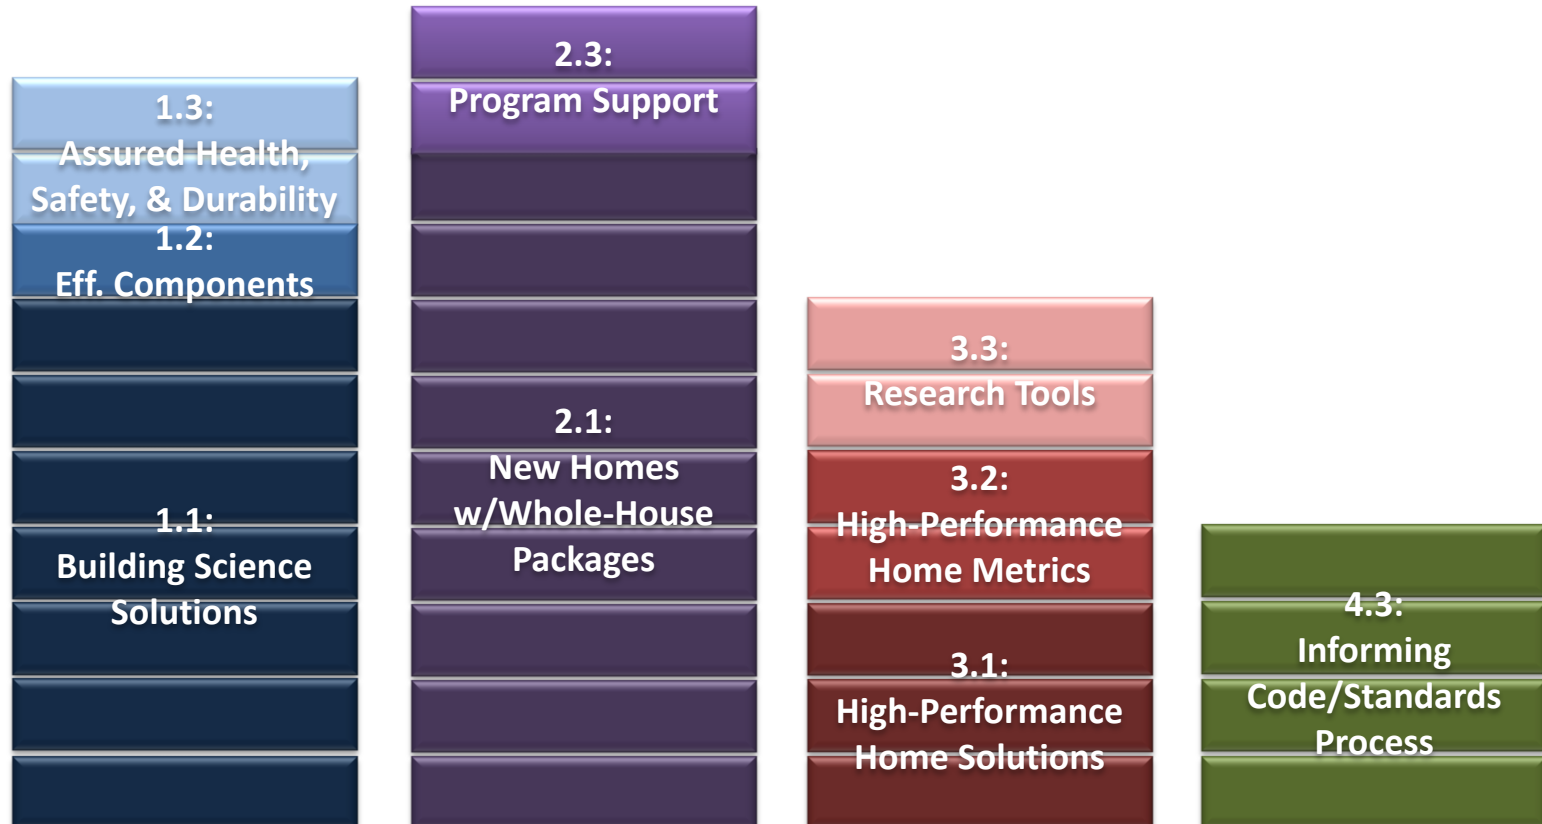 1.3:
Assured Health,
Safety, & Durability
1.2:
Eff. Components
1.1:
Building Science
Solutions
2.3:
Program Support
2.1:
New Homes
w/Whole-House
Packages
3.3:
Research Tools
3.2:
High-Performance
Home Metrics
3.1:
High-Performance
Home Solutions
4.3:
Informing
Code/Standards
Process